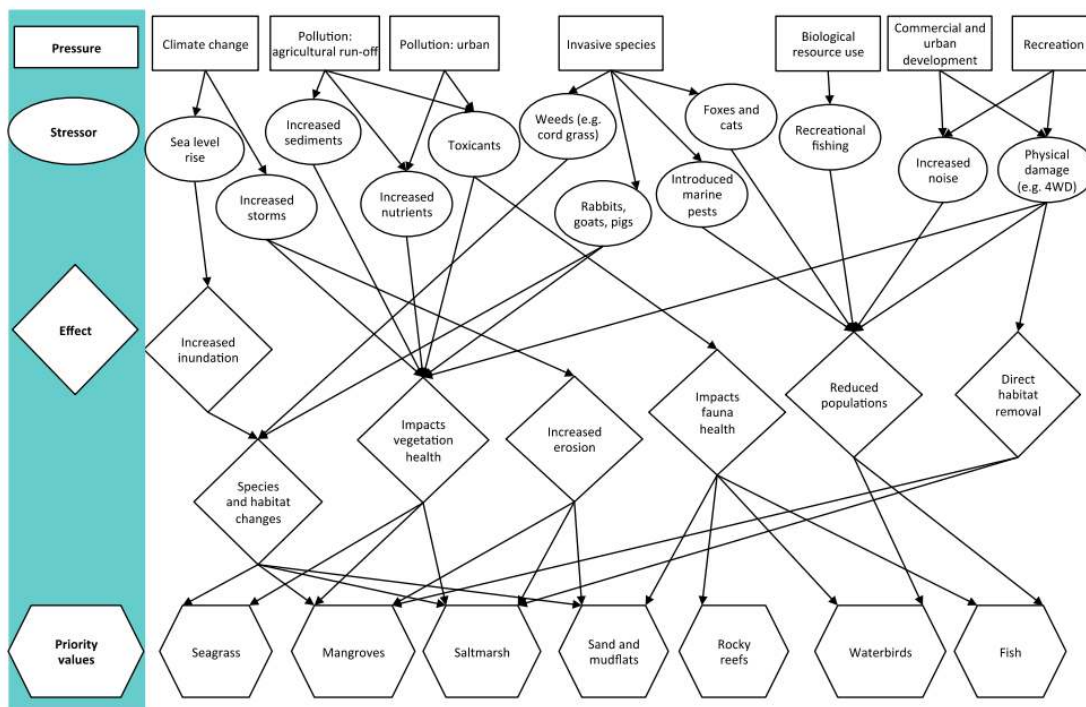 Pressure
Climate change
Pollution:
agricultural run-off
Pollution: urban
Invasive species
Biological
resource use
Commercial and
urban
development
Recreation
Stressor
Sea level
rise
Increased
storms
Increased
sediments
Increased
nutrients
Toxicants
Weeds (e.g.
cord grass)
Rabbits,
goats, pigs
Introduced
marine
pests
Foxes and
cats
Recreational
fishing
Increased
noise
Physical
damage
(e.g. 4WD)
Effect
Increased
inundation
Species
and habitat
changes
Impacts
vegetation
health
Increased
erosion
Impacts
fauna
health
Reduced
populations
Direct
habitat
removal
Priority
values
Seagrass
Mangroves
Saltmarsh
Sand and
mudflats
Rocky
reefs
Waterbirds
Fish